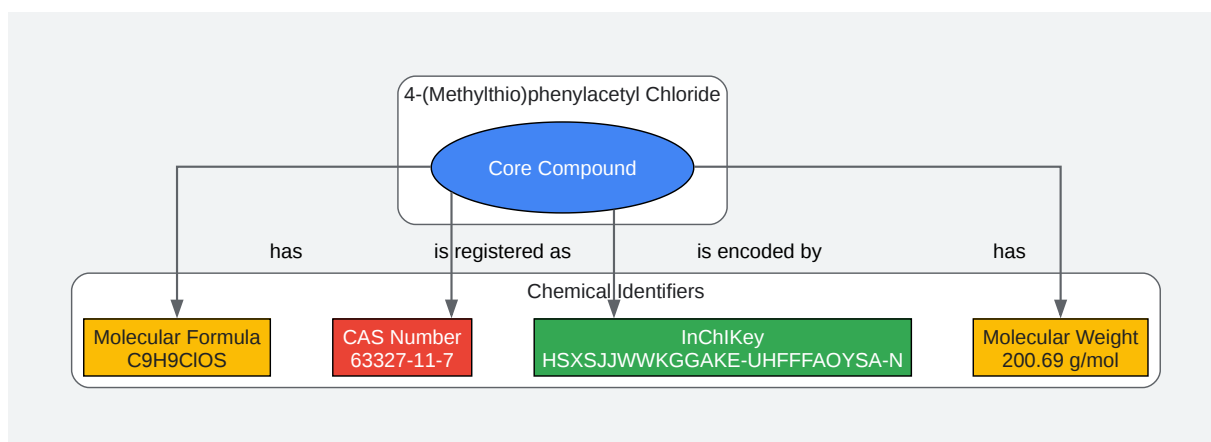 4-(Methylthio)phenylacetyl Chloride
Core Compound
has
is registered as
is encoded by
has
Chemical Identifiers
Molecular Formula
C9H9ClOS
CAS Number
63327-11-7
InChIKey
HSXSJJWWKGGAKE-UHFFFAOYSA-N
Molecular Weight
200.69 g/mol